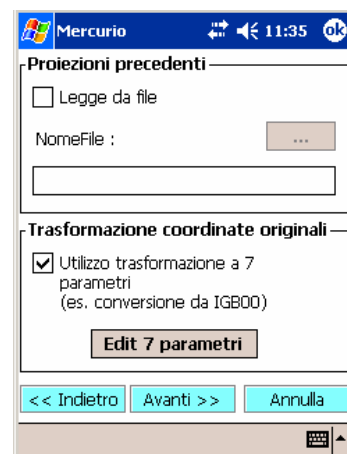 Mercurio 11:35 ok
Proiezioni precedenti
Legge da file
NomeFile : ...
Trasformazione coordinate originali
Utilizzo trasformazione a 7
parametri
(es. conversione da IGB00)
Edit 7 parametri
<< Indietro Avanti >> Annulla